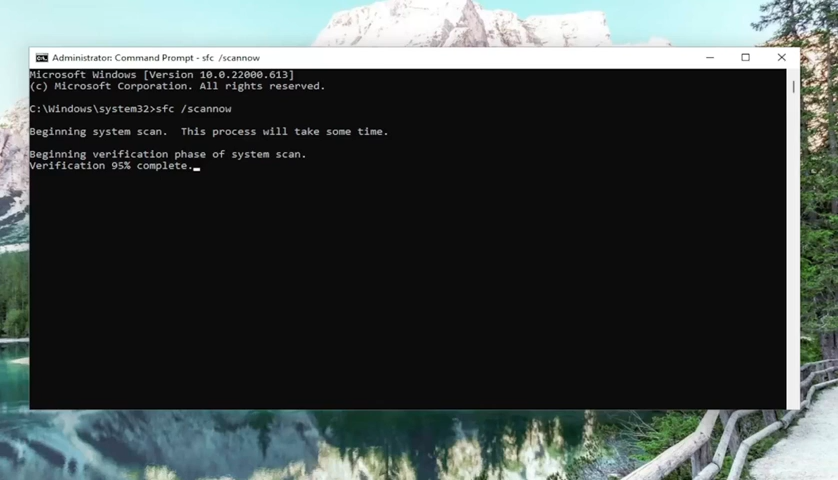 Administrator: Command Prompt - sfc /scannow
Microsoft Windows [Version 10.0.22000.613]
(c) Microsoft Corporation. All rights reserved.
C:\Windows\system32>sfc /scannow
Beginning system scan.  This process will take some time.
Beginning verification phase of system scan.
Verification 95% complete.